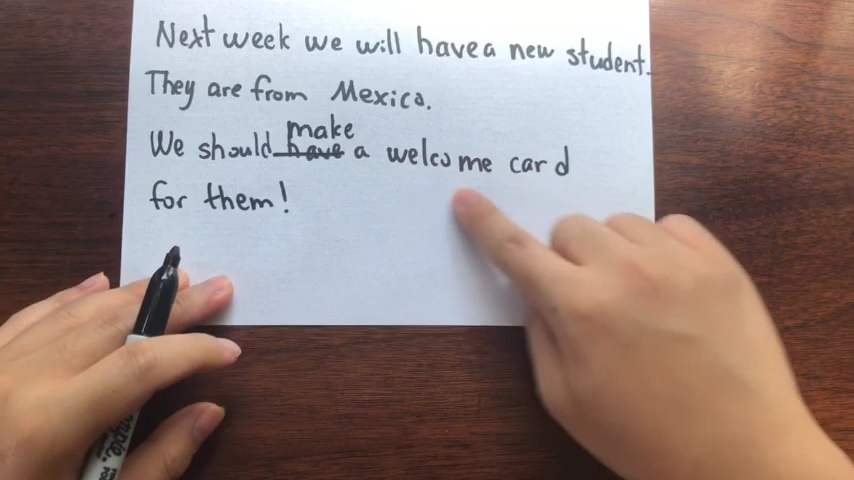 Next week we will have a new student.
They are from Mexico.
make
We should have a welcome card
for them!